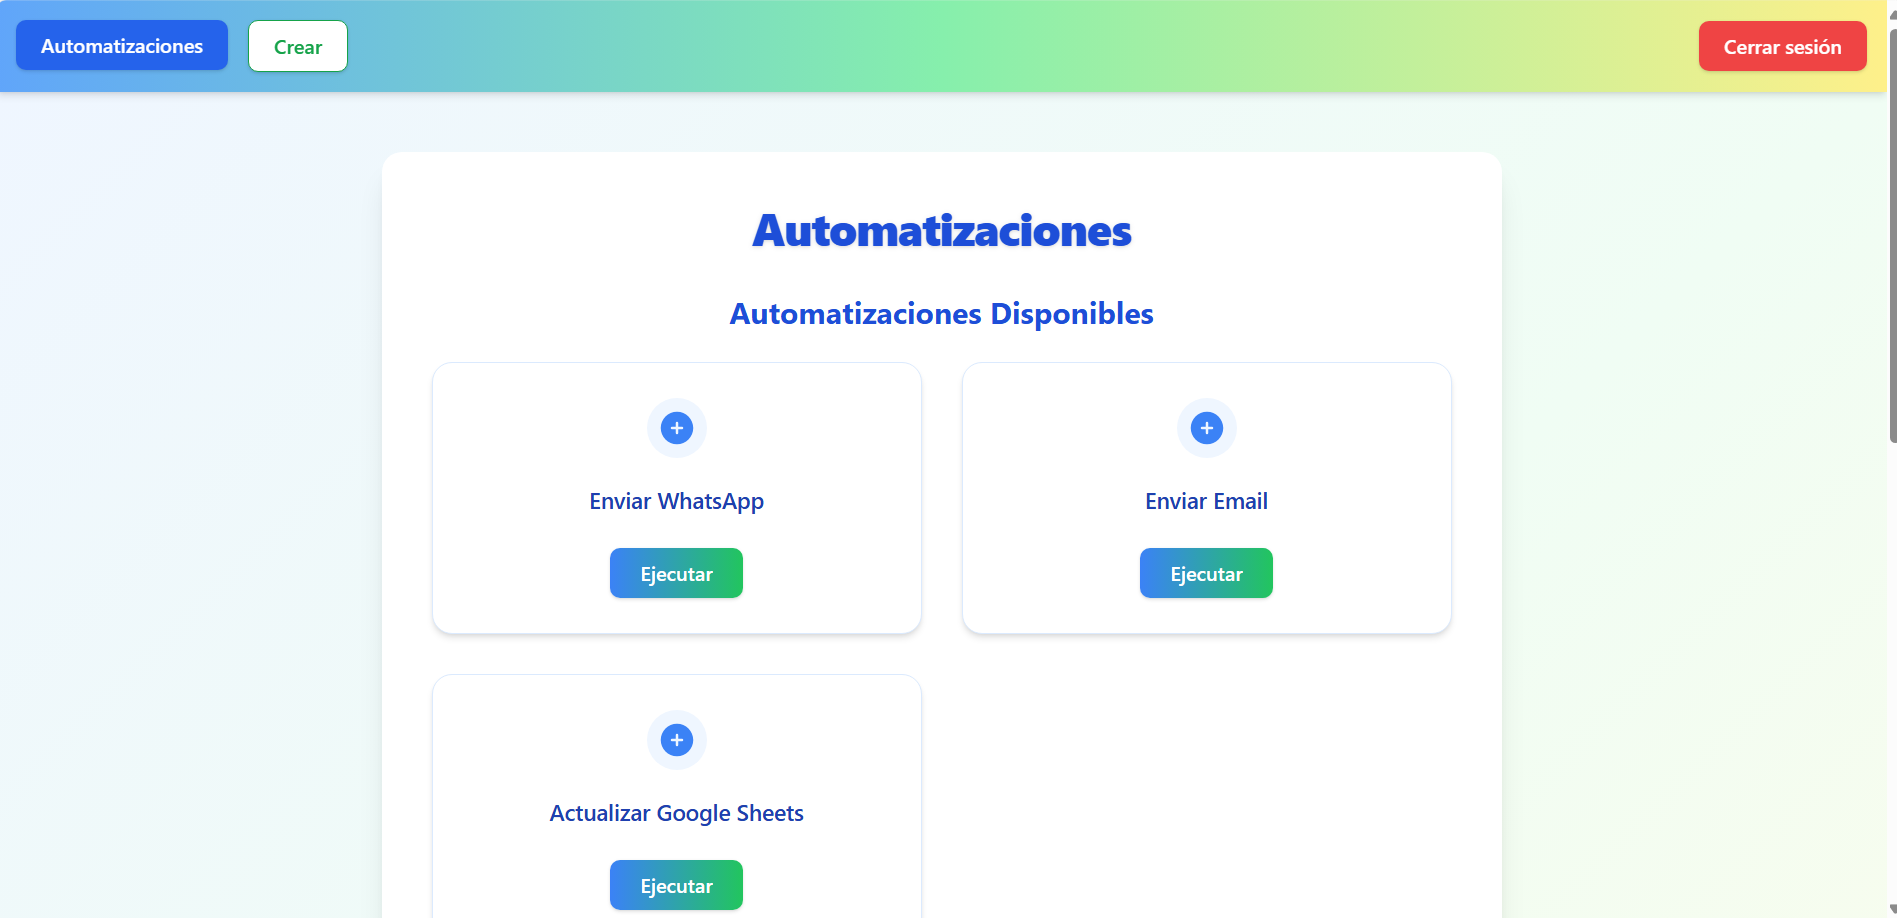 Automatizaciones
Crear
Cerrar sesión
Automatizaciones
Automatizaciones Disponibles
Enviar WhatsApp
Enviar Email
Ejecutar
Ejecutar
Actualizar Google Sheets
Ejecutar